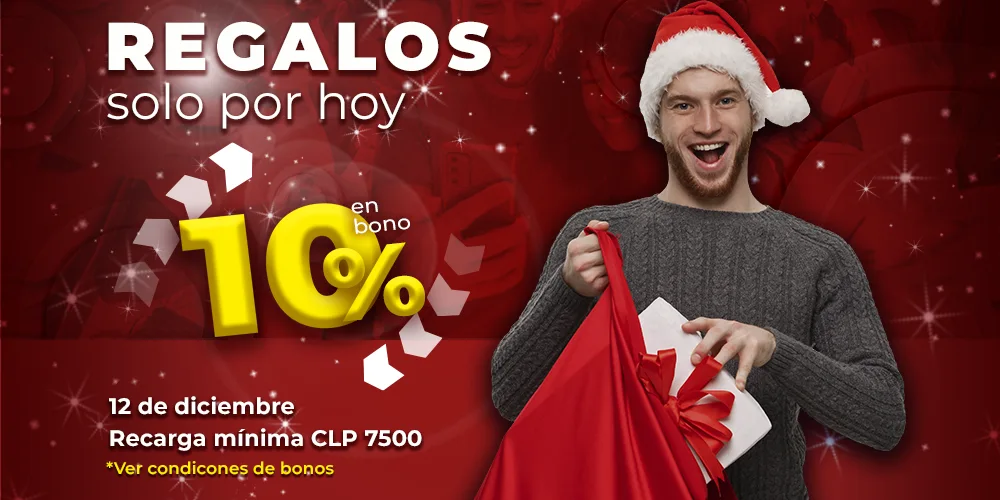 REGALOS
solo por hoy
10%
en
bono
12 de diciembre
Recarga mínima CLP 7500
*Ver condicones de bonos